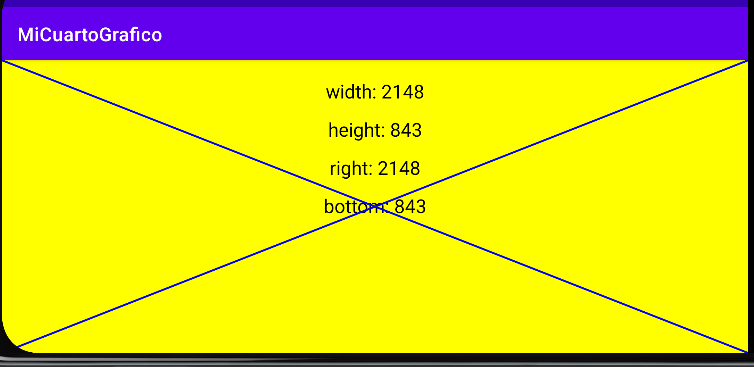 MiCuartoGrafico
width: 2148
height: 843
right: 2148
bottom: 843